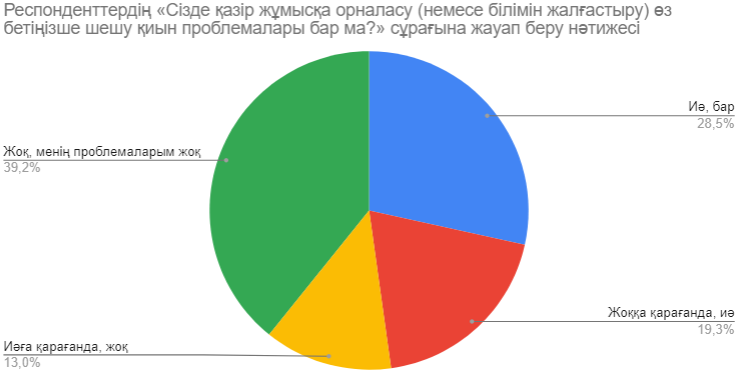 Респонденттердің «Сізде қазір жұмысқа орналасу (немесе білімін жалғастыру) өз
бетіңізше шешу қиын проблемалары бар ма?» сұрағына жауап беру нәтижесі
Иә, бар
28,5%
Жоқ, менің проблемаларым жоқ
39,2%
Жоққа қарағанда, иә
19,3%
Иәға қарағанда, жоқ
13,0%